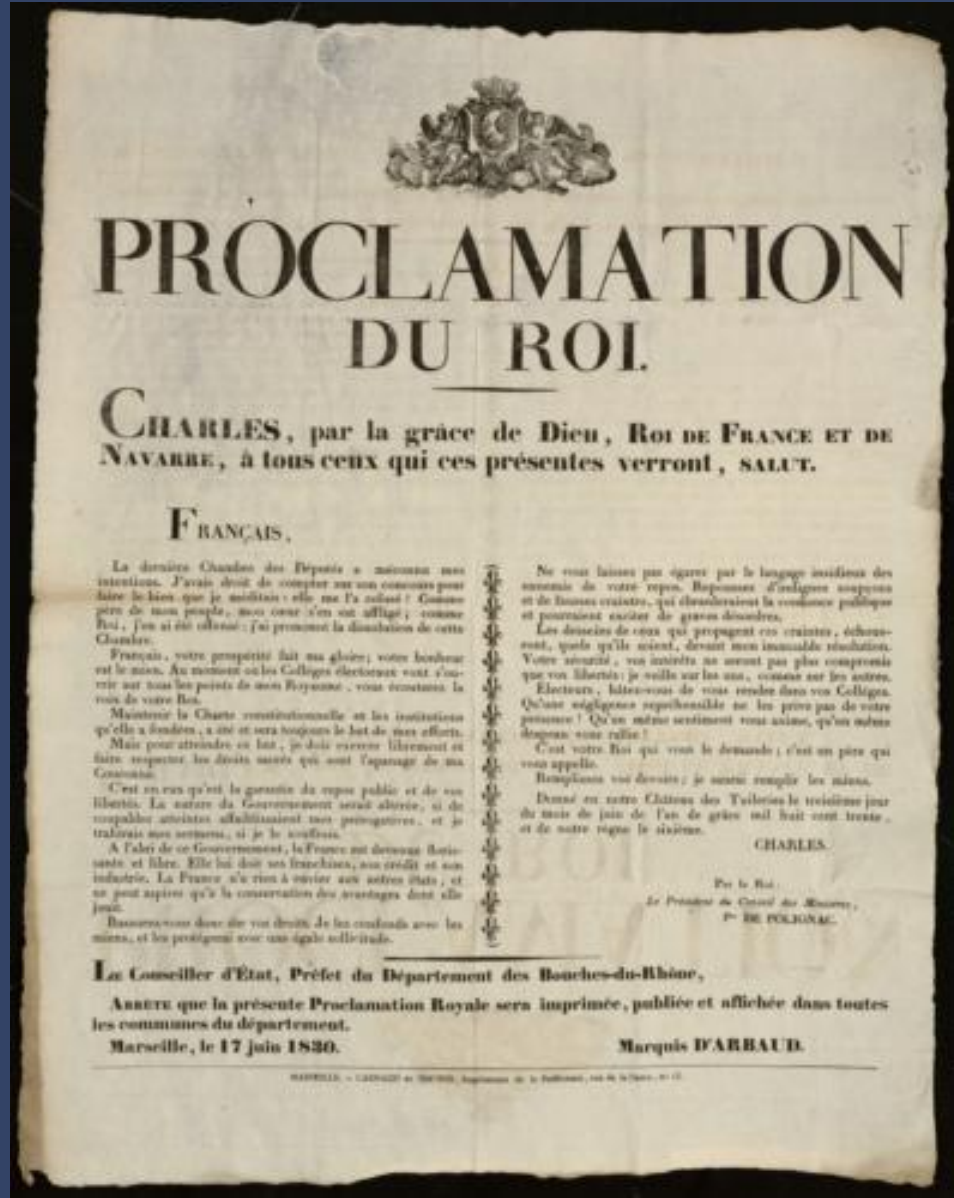 PROCLAMATION
DU ROI.
CHARLES, par la grâce de Dieu, ROI DE FRANCE ET DE
NAVARRE, à tous ceux qui ces présentes verront, SALUT.
FRANÇAIS,
La dernière Chambre des Députés a méconnu mes
intentions. J'avais droit de compter sur son concours pour
faire le bien que je méditais : elle me l'a refusé ! Comme
père de mon peuple, mon cœur s'en est affligé ; comme
Roi, j'en ai été offensé : j'ai prononcé la dissolution de cette
Chambre.
Français, votre prospérité fait ma gloire ; votre bonheur
est le mien. Au moment où les Colléges électoraux vont s'ou-
vrir sur tous les points de mon Royaume, vous écouterez la
voix de votre Roi.
Maintenir la Charte constitutionnelle et les institutions
qu'elle a fondées, a été et sera toujours le but de mes efforts.
Mais pour atteindre ce but, je dois exercer librement et
faire respecter les droits sacrés qui sont l'apanage de ma
Couronne.
C'est en eux qu'est la garantie du repos public et de vos
libertés. La nature du Gouvernement serait altérée, si de
coupables atteintes affaiblissaient mes prérogatives, et je
trahirais mes sermens, si je le souffrais.
A l'abri de ce Gouvernement, la France est devenue floris-
sante et libre. Elle lui doit ses franchises, son crédit et son
industrie. La France n'a rien à envier aux autres états, et
ne peut aspirer qu'à la conservation des avantages dont elle
jouit.
Rassurez-vous donc sur vos droits. Je les confonds avec les
miens, et les protégerai avec une égale sollicitude.
Ne vous laissez pas égarer par le langage insidieux des
ennemis de votre repos. Repoussez d'indignes soupçons
et de fausses craintes, qui ébranleraient la confiance publique
et pourraient exciter de graves désordres.
Les desseins de ceux qui propagent ces craintes, échoue-
ront, quels qu'ils soient, devant mon immuable résolution.
Votre sécurité, vos intérêts ne seront pas plus compromis
que vos libertés : je veille sur les uns, comme sur les autres.
Electeurs, hâtez-vous de vous rendre dans vos Colléges.
Qu'une négligence repréhensible ne les prive pas de votre
présence ! Qu'un même sentiment vous anime, qu'un même
drapeau vous rallie !
C'est votre Roi qui vous le demande ; c'est un père qui
vous appelle.
Remplissez vos devoirs ; je saurai remplir les miens.
Donné en notre Château des Tuileries le treizième jour
du mois de juin de l'an de grâce mil huit cent trente,
et de notre règne le sixième.
CHARLES.
Par le Roi :
Le Président du Conseil des Ministres,
Pce DE POLIGNAC.
LE Conseiller d'État, Préfet du Département des Bouches-du-Rhône,
ARRÊTE que la présente Proclamation Royale sera imprimée, publiée et affichée dans toutes
les communes du département.
Marseille, le 17 juin 1830.
Marquis D'ARBAUD.
MARSEILLE. Imprimeurs de la Préfecture, rue de la